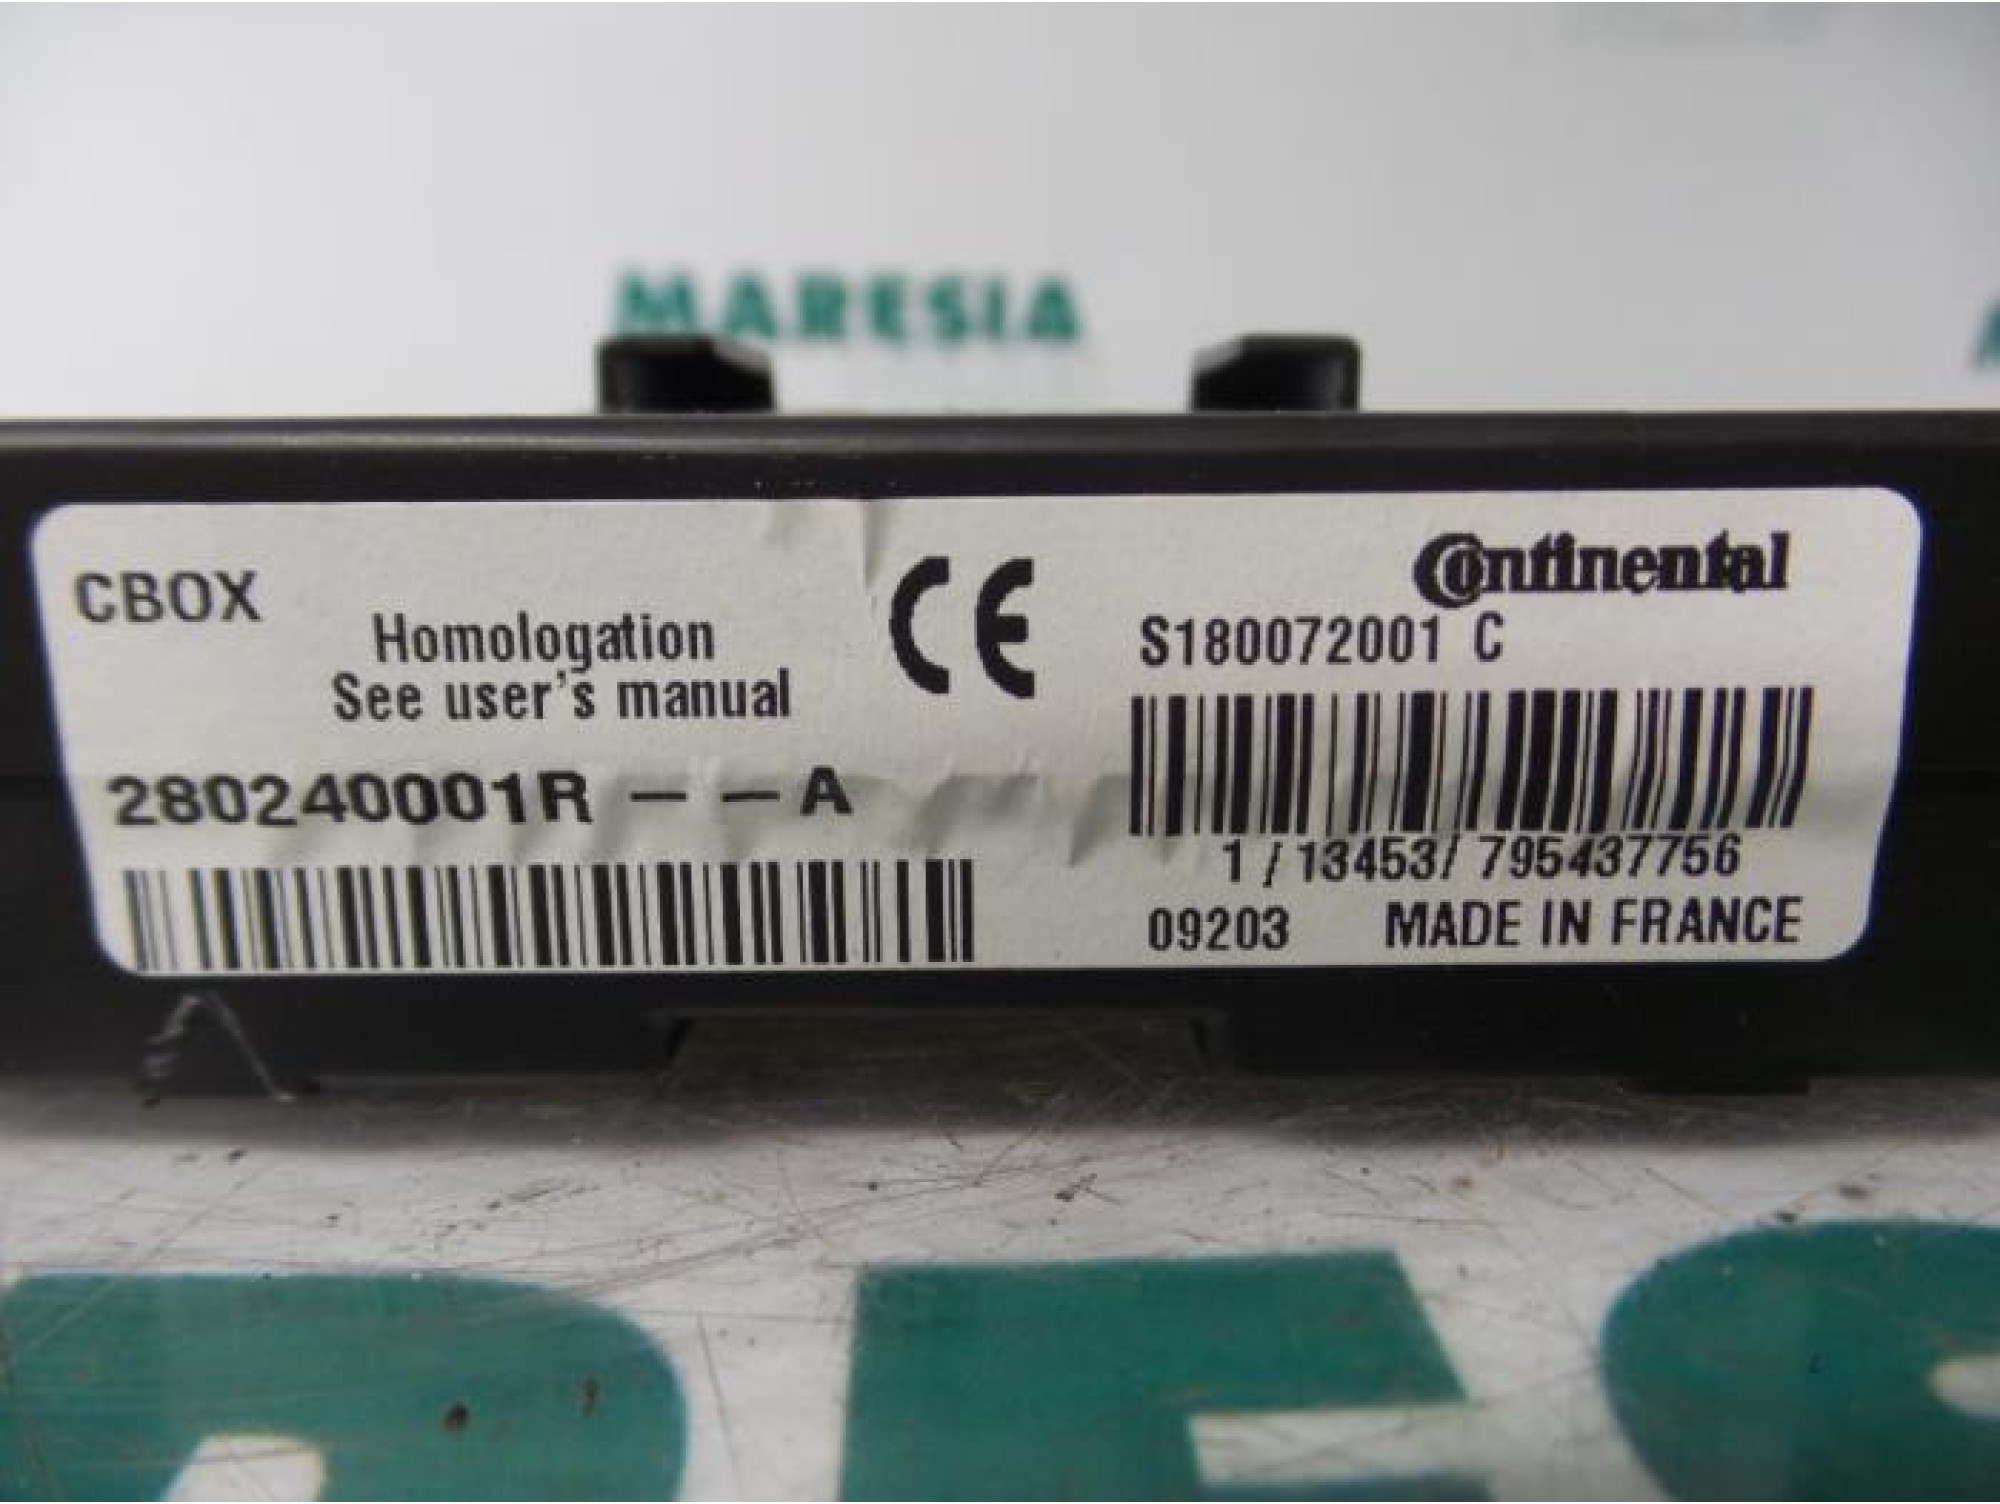 MARESIA
CBOX
Homologation
See user's manual
CE
Continental
S180072001 C
280240001R - - A
1 / 13453/ 795437756
09203 MADE IN FRANCE